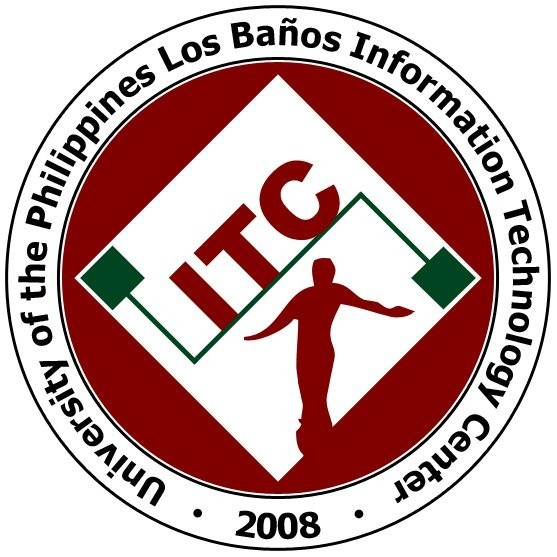 University of the Philippines Los Baños Information Technology Center
ITC
· 2008 ·